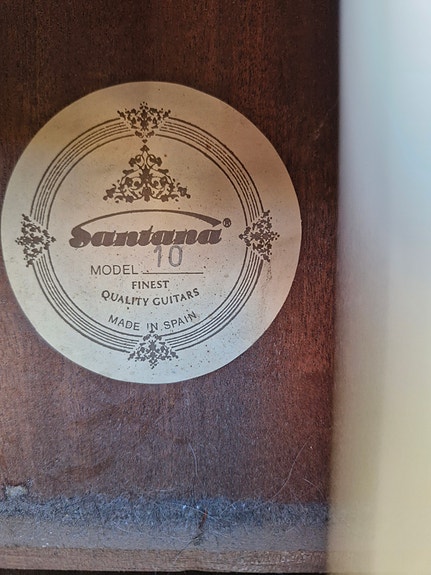 Santana®
MODEL 10
FINEST
QUALITY GUITARS
MADE IN SPAIN